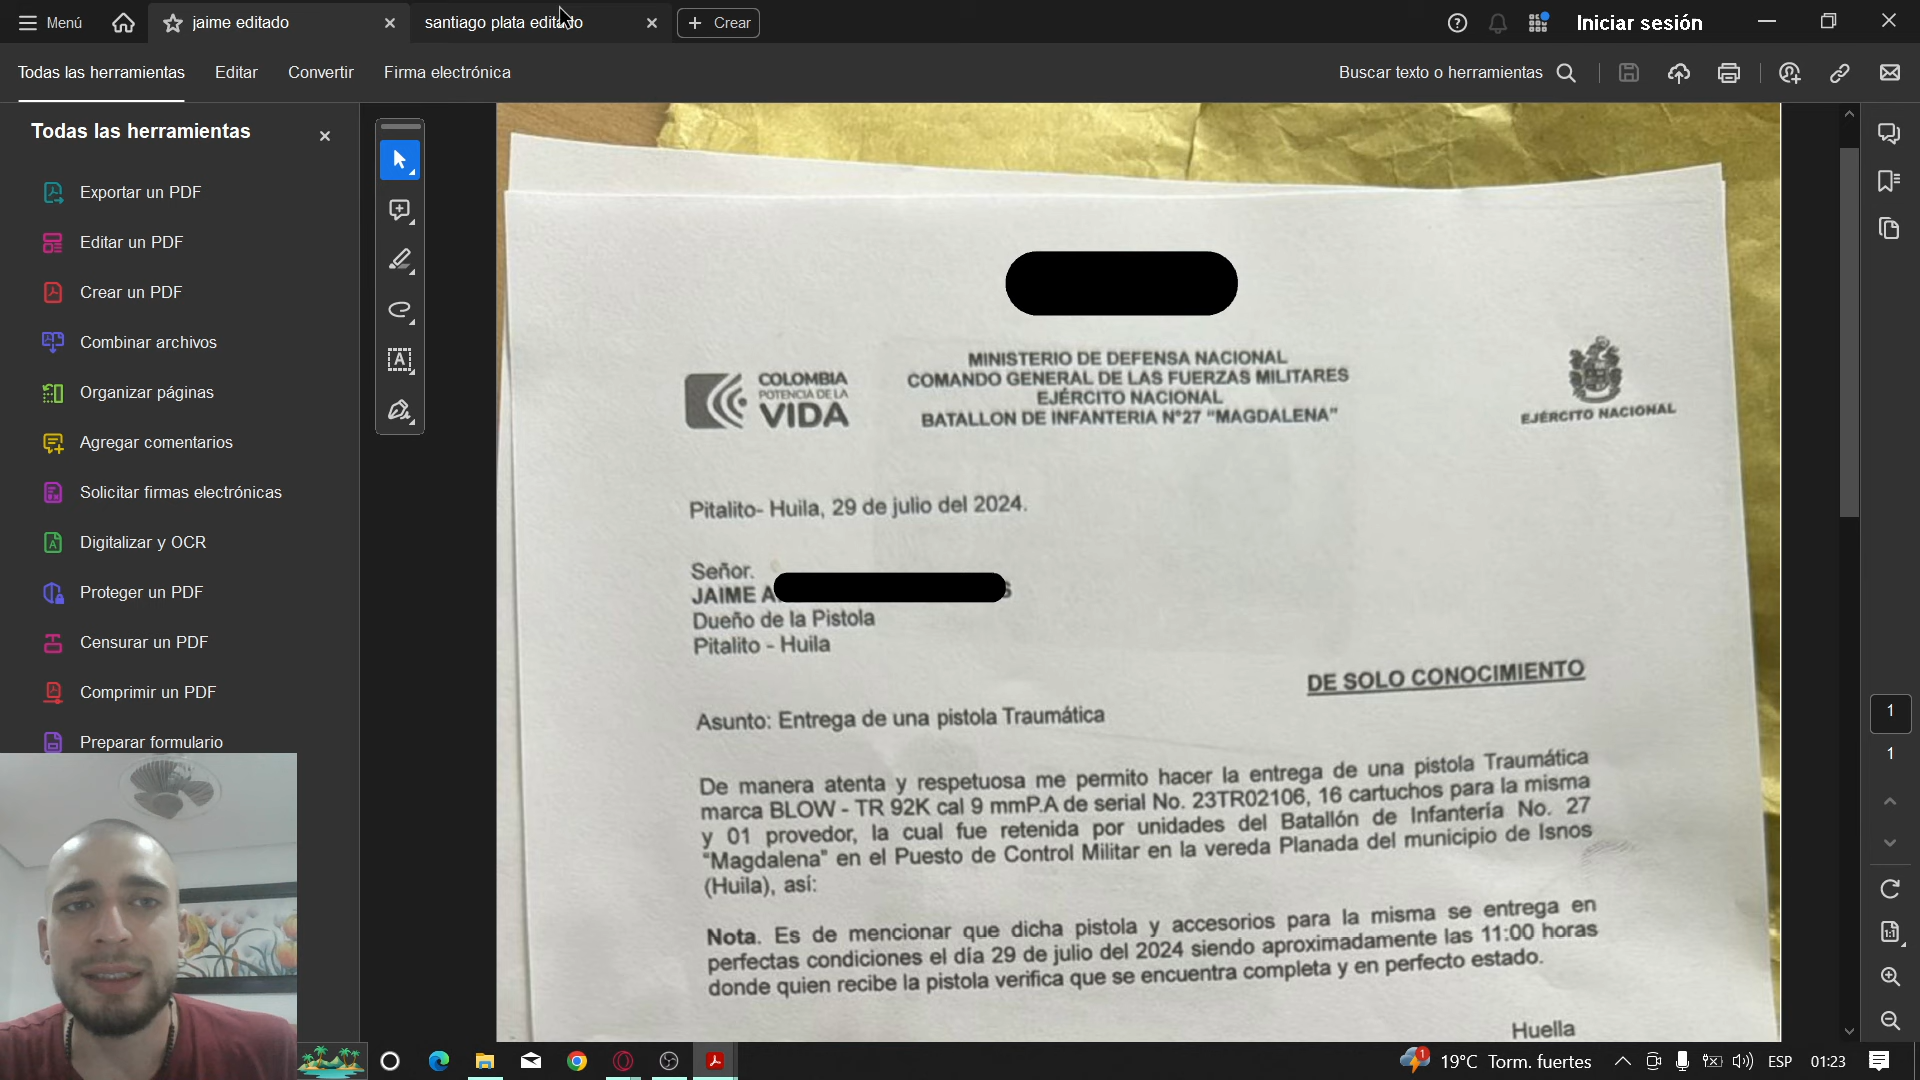 Menú
jaime editado
santiago plata editado
Crear
Iniciar sesión
Todas las herramientas
Editar
Convertir
Firma electrónica
Buscar texto o herramientas
Todas las herramientas
Exportar un PDF
Editar un PDF
Crear un PDF
Combinar archivos
Organizar páginas
Agregar comentarios
Solicitar firmas electrónicas
Digitalizar y OCR
Proteger un PDF
Censurar un PDF
Comprimir un PDF
Preparar formulario
COLOMBIA
POTENCIA DE LA
VIDA
MINISTERIO DE DEFENSA NACIONAL
COMANDO GENERAL DE LAS FUERZAS MILITARES
EJÉRCITO NACIONAL
BATALLON DE INFANTERIA N°27 "MAGDALENA"
EJÉRCITO NACIONAL
Pitalito- Huila, 29 de julio del 2024.
Señor.
JAIME A
Dueño de la Pistola
Pitalito - Huila
DE SOLO CONOCIMIENTO
Asunto: Entrega de una pistola Traumática
De manera atenta y respetuosa me permito hacer la entrega de una pistola Traumática
marca BLOW - TR 92K cal 9 mmP.A de serial No. 23TR02106, 16 cartuchos para la misma
y 01 provedor, la cual fue retenida por unidades del Batallón de Infantería No. 27
"Magdalena" en el Puesto de Control Militar en la vereda Planada del municipio de Isnos
(Huila), así:
Nota. Es de mencionar que dicha pistola y accesorios para la misma se entrega en
perfectas condiciones el día 29 de julio del 2024 siendo aproximadamente las 11:00 horas
donde quien recibe la pistola verifica que se encuentra completa y en perfecto estado.
Huella
1
1
1:1
1
19°C Torm. fuertes
ESP
01:23